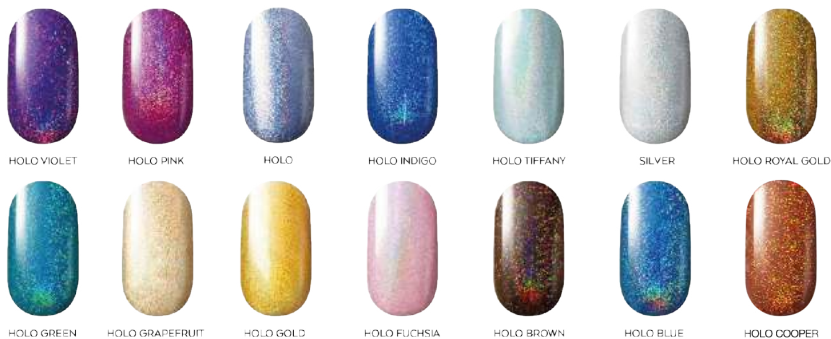 HOLO VIOLET
HOLO PINK
HOLO
HOLO INDIGO
HOLO TIFFANY
SILVER
HOLO ROYAL GOLD
HOLO GREEN
HOLO GRAPEFRUIT
HOLO GOLD
HOLO FUCHSIA
HOLO BROWN
HOLO BLUE
HOLO COOPER